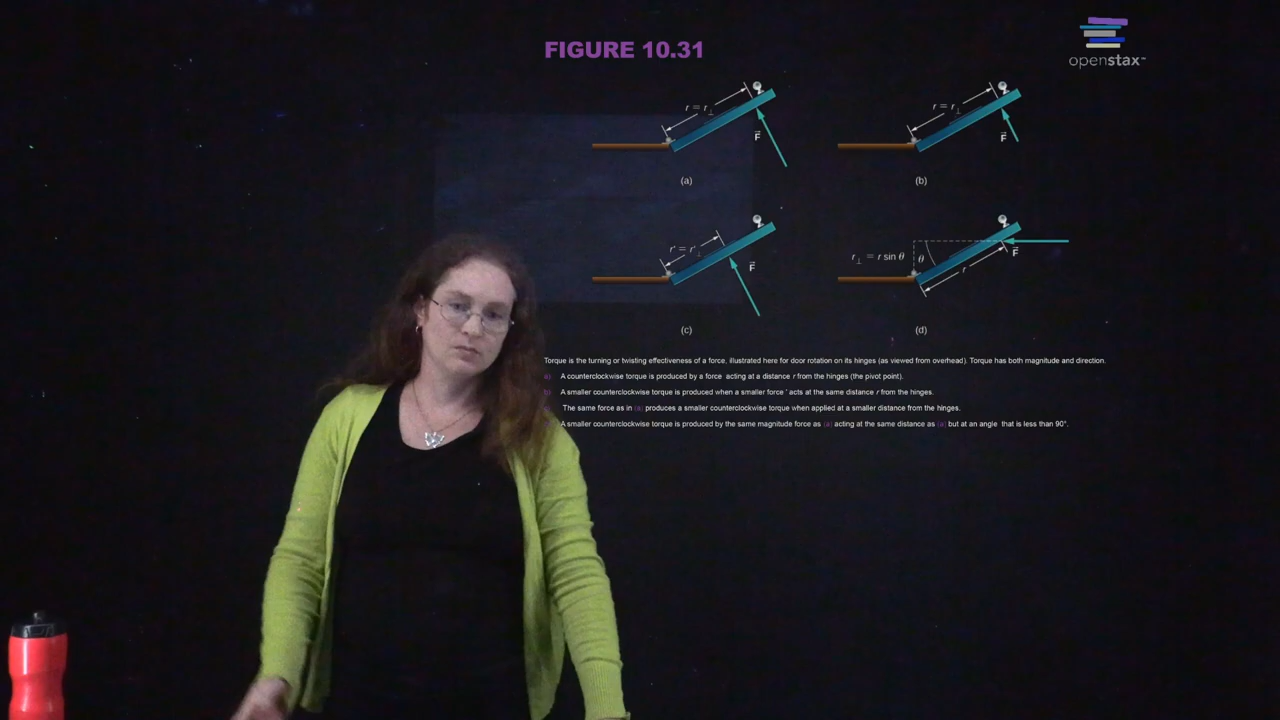 FIGURE 10.31
openstax™
r = r⊥
F⃗
(a)
r = r⊥
F⃗
(b)
r' = r'⊥
F⃗
(c)
r⊥ = r sin θ
θ
r
F⃗
(d)
Torque is the turning or twisting effectiveness of a force, illustrated here for door rotation on its hinges (as viewed from overhead). Torque has both magnitude and direction.
a) A counterclockwise torque is produced by a force acting at a distance r from the hinges (the pivot point).
b) A smaller counterclockwise torque is produced when a smaller force ' acts at the same distance r from the hinges.
The same force as in (a) produces a smaller counterclockwise torque when applied at a smaller distance from the hinges.
A smaller counterclockwise torque is produced by the same magnitude force as (a) acting at the same distance as (a) but at an angle that is less than 90°.